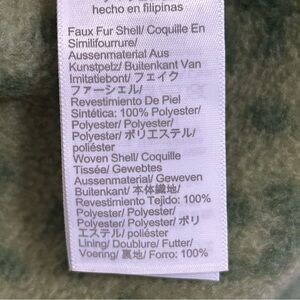 hecho en filipinas
Faux Fur Shell/ Coquille En
Similifourrure/
Aussenmaterial Aus
Kunstpelz/ Buitenkant Van
Imitatiebont/ フェイク
ファーシェル/
Revestimiento De Piel
Sintética: 100% Polyester/
Polyester/ Polyester/
Polyester/ ポリエステル/
poliéster
Woven Shell/ Coquille
Tissée/ Gewebtes
Aussenmaterial/ Geweven
Buitenkant/ 本体織地/
Revestimiento Tejido: 100%
Polyester/ Polyester/
Polyester/ Polyester/ ポリ
エステル/ poliéster
Lining/ Doublure/ Futter/
Voering/ 裏地/ Forro: 100%